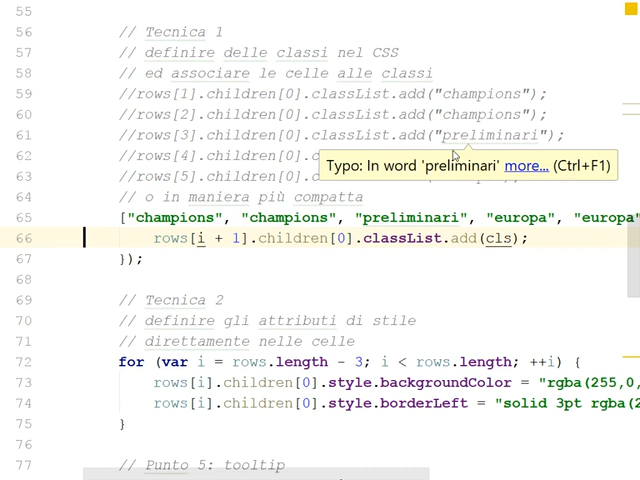 55
56 // Tecnica 1
57 // definire delle classi nel CSS
58 // ed associare le celle alle classi
59 //rows[1].children[0].classList.add("champions");
60 //rows[2].children[0].classList.add("champions");
61 //rows[3].children[0].classList.add("preliminari");
62 //rows[4].children[0].c
Typo: In word 'preliminari' more... (Ctrl+F1)
63 //rows[5].children[0].c
64 // o in maniera più compatta
65 ["champions", "champions", "preliminari", "europa", "europa"
66 rows[i + 1].children[0].classList.add(cls);
67 });
68
69 // Tecnica 2
70 // definire gli attributi di stile
71 // direttamente nelle celle
72 for (var i = rows.length - 3; i < rows.length; ++i) {
73 rows[i].children[0].style.backgroundColor = "rgba(255,0,
74 rows[i].children[0].style.borderLeft = "solid 3pt rgba(2
75 }
76
77 // Punto 5: tooltip